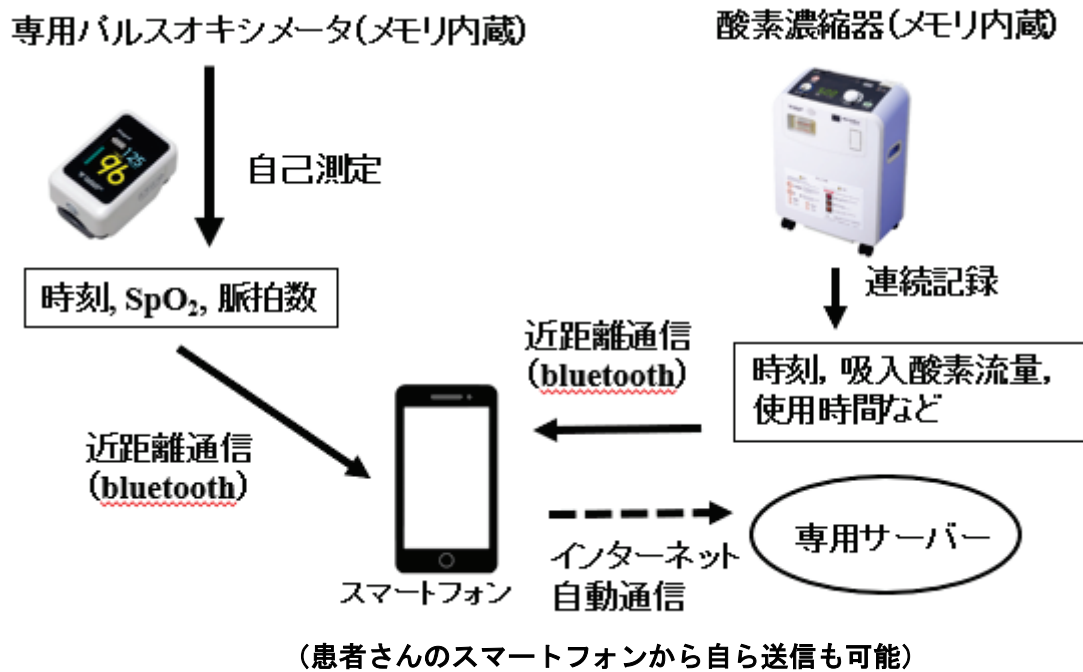 専用パルスオキシメータ(メモリ内蔵)
酸素濃縮器(メモリ内蔵)
125
96
自己測定
連続記録
時刻, SpO₂, 脈拍数
近距離通信
(bluetooth)
時刻, 吸入酸素流量,
使用時間など
近距離通信
(bluetooth)
専用サーバー
インターネット
自動通信
スマートフォン
(患者さんのスマートフォンから自ら送信も可能)